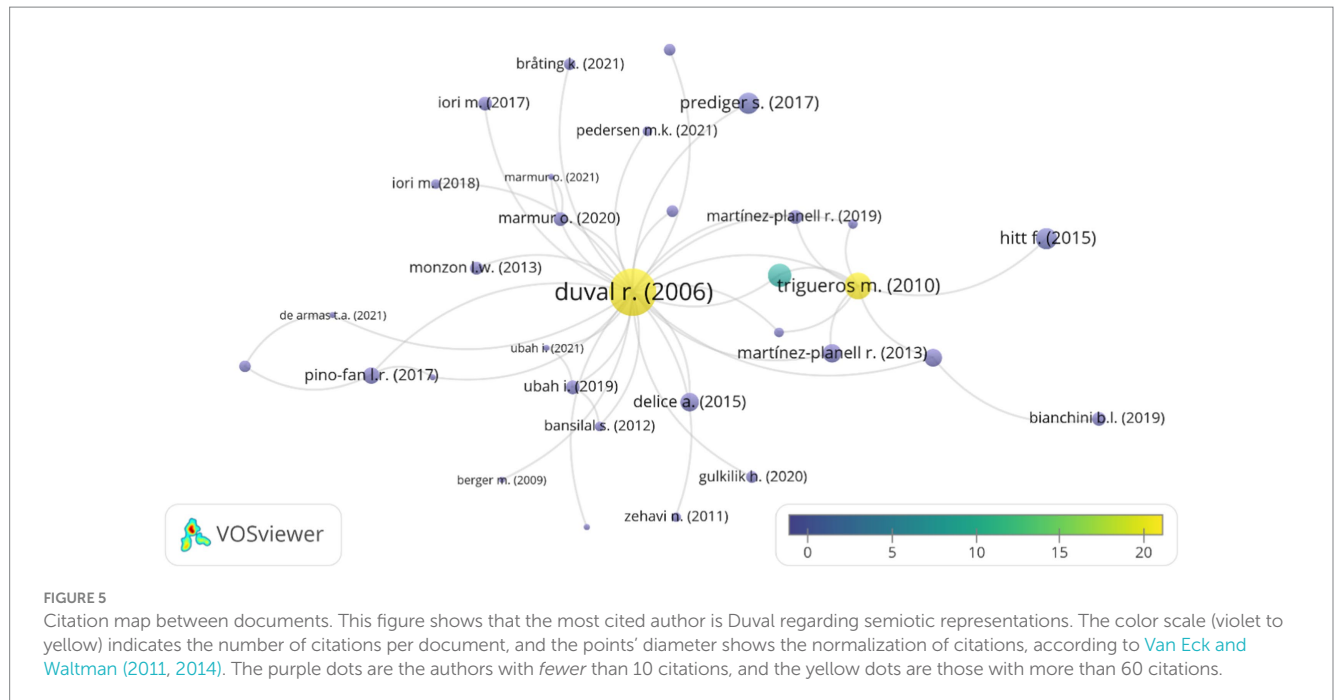 bråting k. (2021)
iori m. (2017)
prediger s. (2017)
pedersen m.k. (2021)
marmur o. (2021)
iori m. (2018)
marmur o. (2020)
martínez-planell r. (2019)
hitt f. (2015)
monzon l.w. (2013)
duval r. (2006)
trigueros m. (2010)
de armas t.a. (2021)
ubah i. (2021)
martínez-planell r. (2013)
pino-fan l.r. (2017)
ubah i. (2019)
delice a. (2015)
bansilal s. (2012)
bianchini b.l. (2019)
berger m. (2009)
gulkilik h. (2020)
zehavi n. (2011)
VOSviewer
0 5 10 15 20
FIGURE 5
Citation map between documents. This figure shows that the most cited author is Duval regarding semiotic representations. The color scale (violet to
yellow) indicates the number of citations per document, and the points' diameter shows the normalization of citations, according to Van Eck and
Waltman (2011, 2014). The purple dots are the authors with fewer than 10 citations, and the yellow dots are those with more than 60 citations.